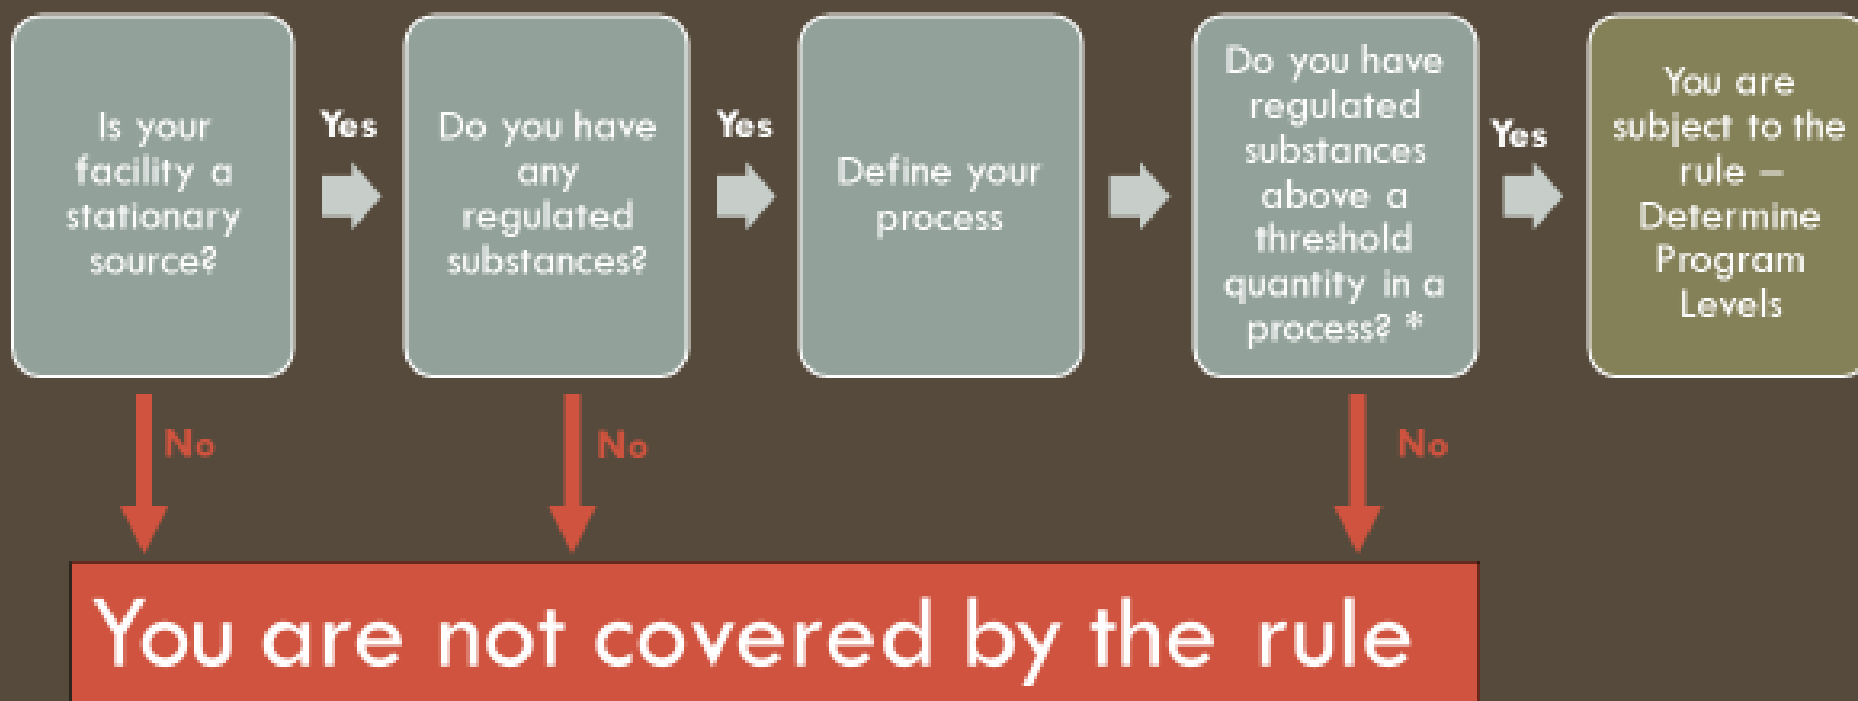 Is your
facility a
stationary
source?
Yes
Do you have
any
regulated
substances?
Yes
Define your
process
Do you have
regulated
substances
above a
threshold
quantity in a
process? *
Yes
You are
subject to the
rule –
Determine
Program
Levels
No
No
No
You are not covered by the rule